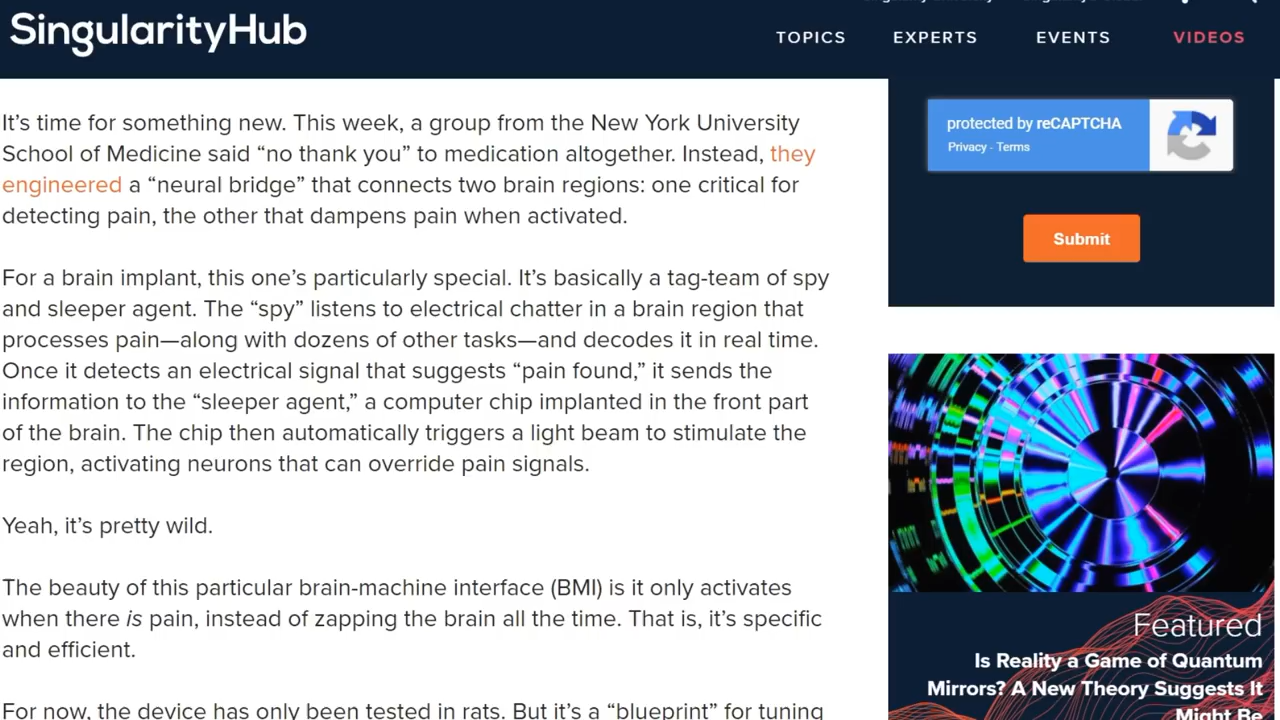 SingularityHub
TOPICS
EXPERTS
EVENTS
VIDEOS
It’s time for something new. This week, a group from the New York University
School of Medicine said “no thank you” to medication altogether. Instead, they
engineered a “neural bridge” that connects two brain regions: one critical for
detecting pain, the other that dampens pain when activated.
For a brain implant, this one’s particularly special. It’s basically a tag-team of spy
and sleeper agent. The “spy” listens to electrical chatter in a brain region that
processes pain—along with dozens of other tasks—and decodes it in real time.
Once it detects an electrical signal that suggests “pain found,” it sends the
information to the “sleeper agent,” a computer chip implanted in the front part
of the brain. The chip then automatically triggers a light beam to stimulate the
region, activating neurons that can override pain signals.
Yeah, it’s pretty wild.
The beauty of this particular brain-machine interface (BMI) is it only activates
when there is pain, instead of zapping the brain all the time. That is, it’s specific
and efficient.
For now, the device has only been tested in rats. But it’s a “blueprint” for tuning
protected by reCAPTCHA
Privacy - Terms
Submit
Featured
Is Reality a Game of Quantum
Mirrors? A New Theory Suggests It
Might Be